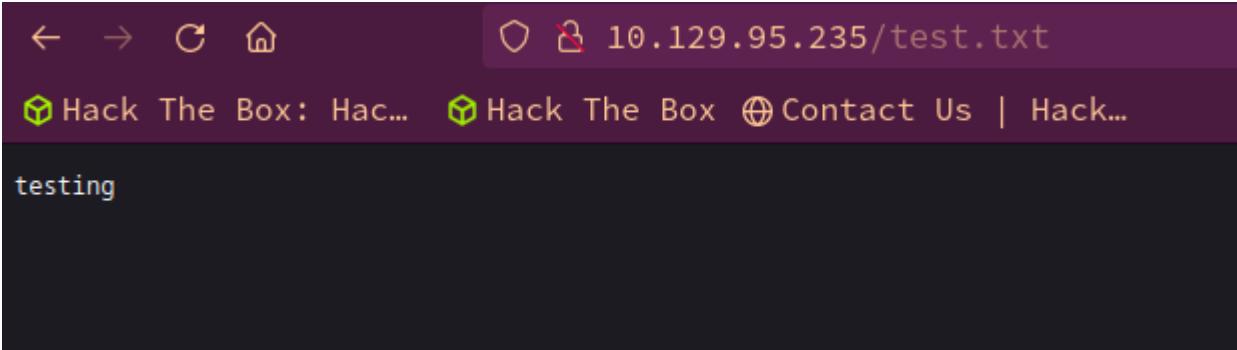 10.129.95.235/test.txt
Hack The Box: Hac… Hack The Box Contact Us | Hack…
testing